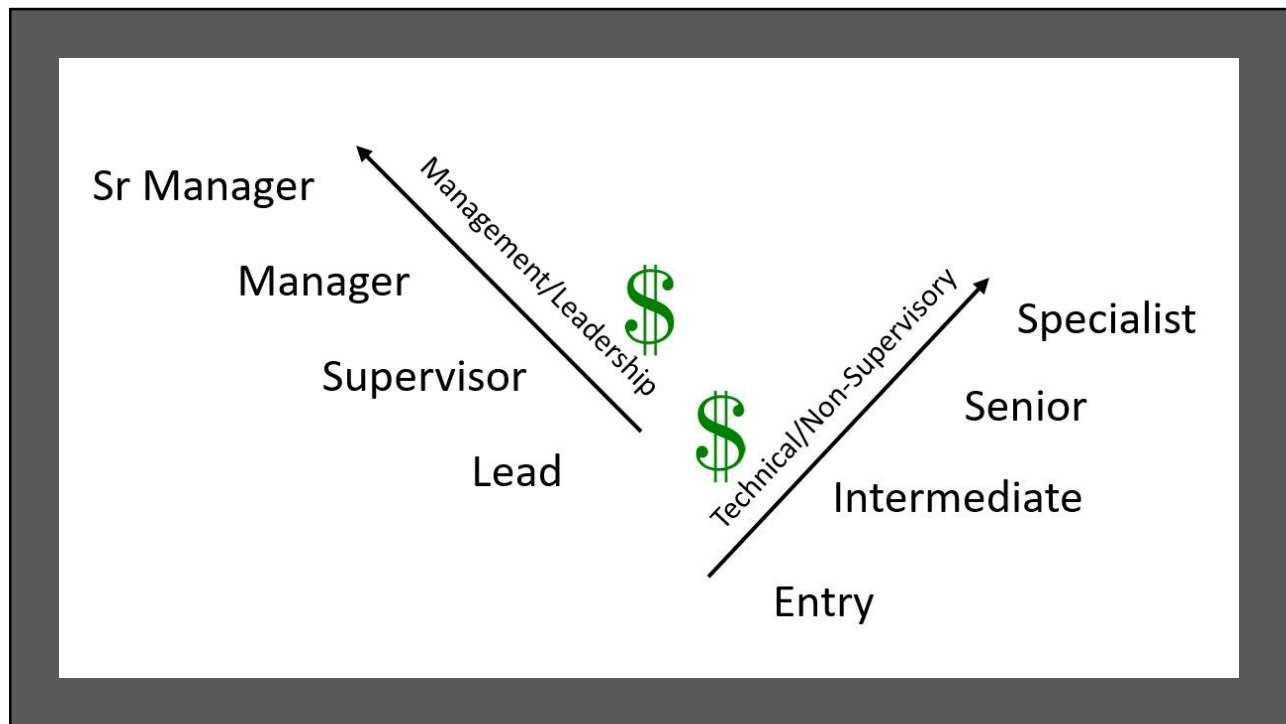 Sr Manager
Manager
Supervisor
Lead
Management/Leadership
$
$
Technical/Non-Supervisory
Specialist
Senior
Intermediate
Entry